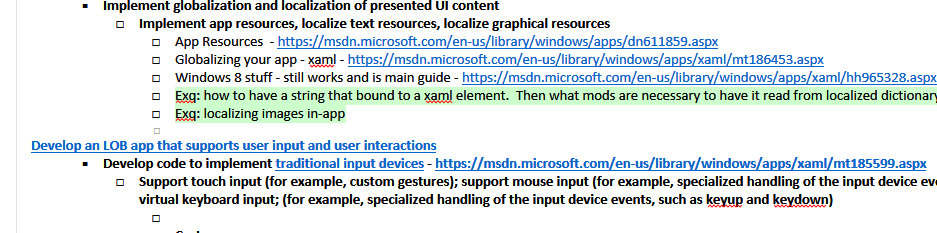 Implement globalization and localization of presented UI content
Implement app resources, localize text resources, localize graphical resources
App Resources - https://msdn.microsoft.com/en-us/library/windows/apps/dn611859.aspx
Globalizing your app - xaml - https://msdn.microsoft.com/en-us/library/windows/apps/xaml/mt186453.aspx
Windows 8 stuff - still works and is main guide - https://msdn.microsoft.com/en-us/library/windows/apps/xaml/hh965328.aspx
Exq: how to have a string that bound to a xaml element. Then what mods are necessary to have it read from localized dictionary
Exq: localizing images in-app
Develop an LOB app that supports user input and user interactions
Develop code to implement traditional input devices - https://msdn.microsoft.com/en-us/library/windows/apps/xaml/mt185599.aspx
Support touch input (for example, custom gestures); support mouse input (for example, specialized handling of the input device
virtual keyboard input; (for example, specialized handling of the input device events, such as keyup and keydown)